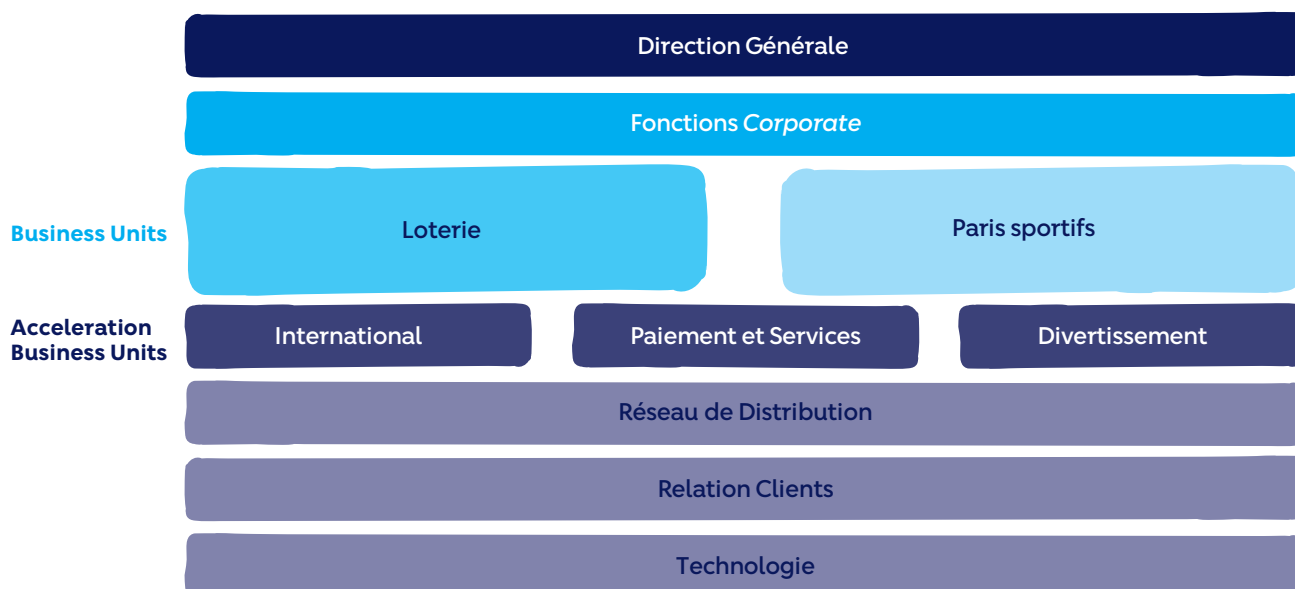 Direction Générale
Fonctions Corporate
Business Units
Loterie
Paris sportifs
Acceleration
Business Units
International
Paiement et Services
Divertissement
Réseau de Distribution
Relation Clients
Technologie